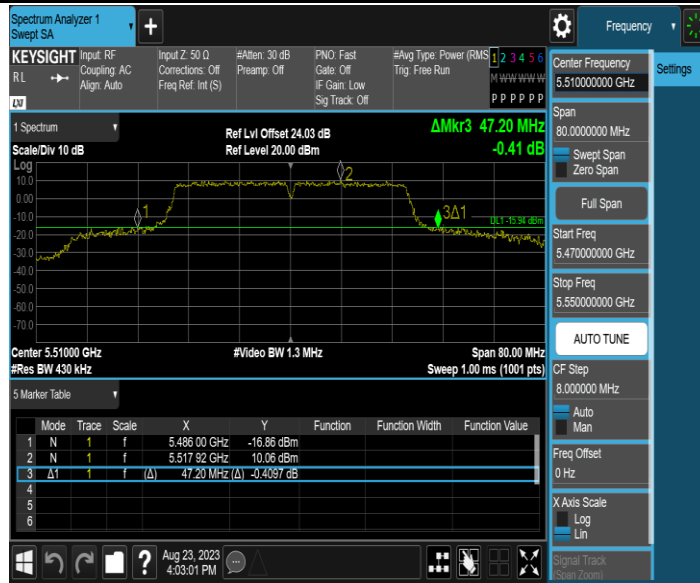 Spectrum Analyzer 1
Swept SA
+
Frequency
KEYSIGHT
RL
LXI
Input: RF
Coupling: AC
Align: Auto
Input Z: 50 Ω
Corrections: Off
Freq Ref: Int (S)
#Atten: 30 dB
Preamp: Off
PNO: Fast
Gate: Off
IF Gain: Low
Sig Track: Off
#Avg Type: Power (RMS
Trig: Free Run
1 2 3 4 5 6
M W W W W W
P P P P P P
1 Spectrum
Scale/Div 10 dB
Ref Lvl Offset 24.03 dB
Ref Level 20.00 dBm
ΔMkr3 47.20 MHz
-0.41 dB
Log
10.0
0.00
-10.0
-20.0
-30.0
-40.0
-50.0
-60.0
-70.0
1
2
3Δ1
DL1 -15.94 dBm
Center 5.51000 GHz
#Res BW 430 kHz
#Video BW 1.3 MHz
Span 80.00 MHz
Sweep 1.00 ms (1001 pts)
5 Marker Table
Mode Trace Scale X Y Function Function Width Function Value
1 N 1 f 5.486 00 GHz -16.86 dBm
2 N 1 f 5.517 92 GHz 10.06 dBm
3 Δ1 1 f (Δ) 47.20 MHz (Δ) -0.4097 dB
4
5
6
?
Aug 23, 2023
4:03:01 PM
Center Frequency
5.510000000 GHz
Span
80.0000000 MHz
Swept Span
Zero Span
Full Span
Start Freq
5.470000000 GHz
Stop Freq
5.550000000 GHz
AUTO TUNE
CF Step
8.000000 MHz
Auto
Man
Freq Offset
0 Hz
X Axis Scale
Log
Lin
Signal Track
(Span Zoom)
Settings